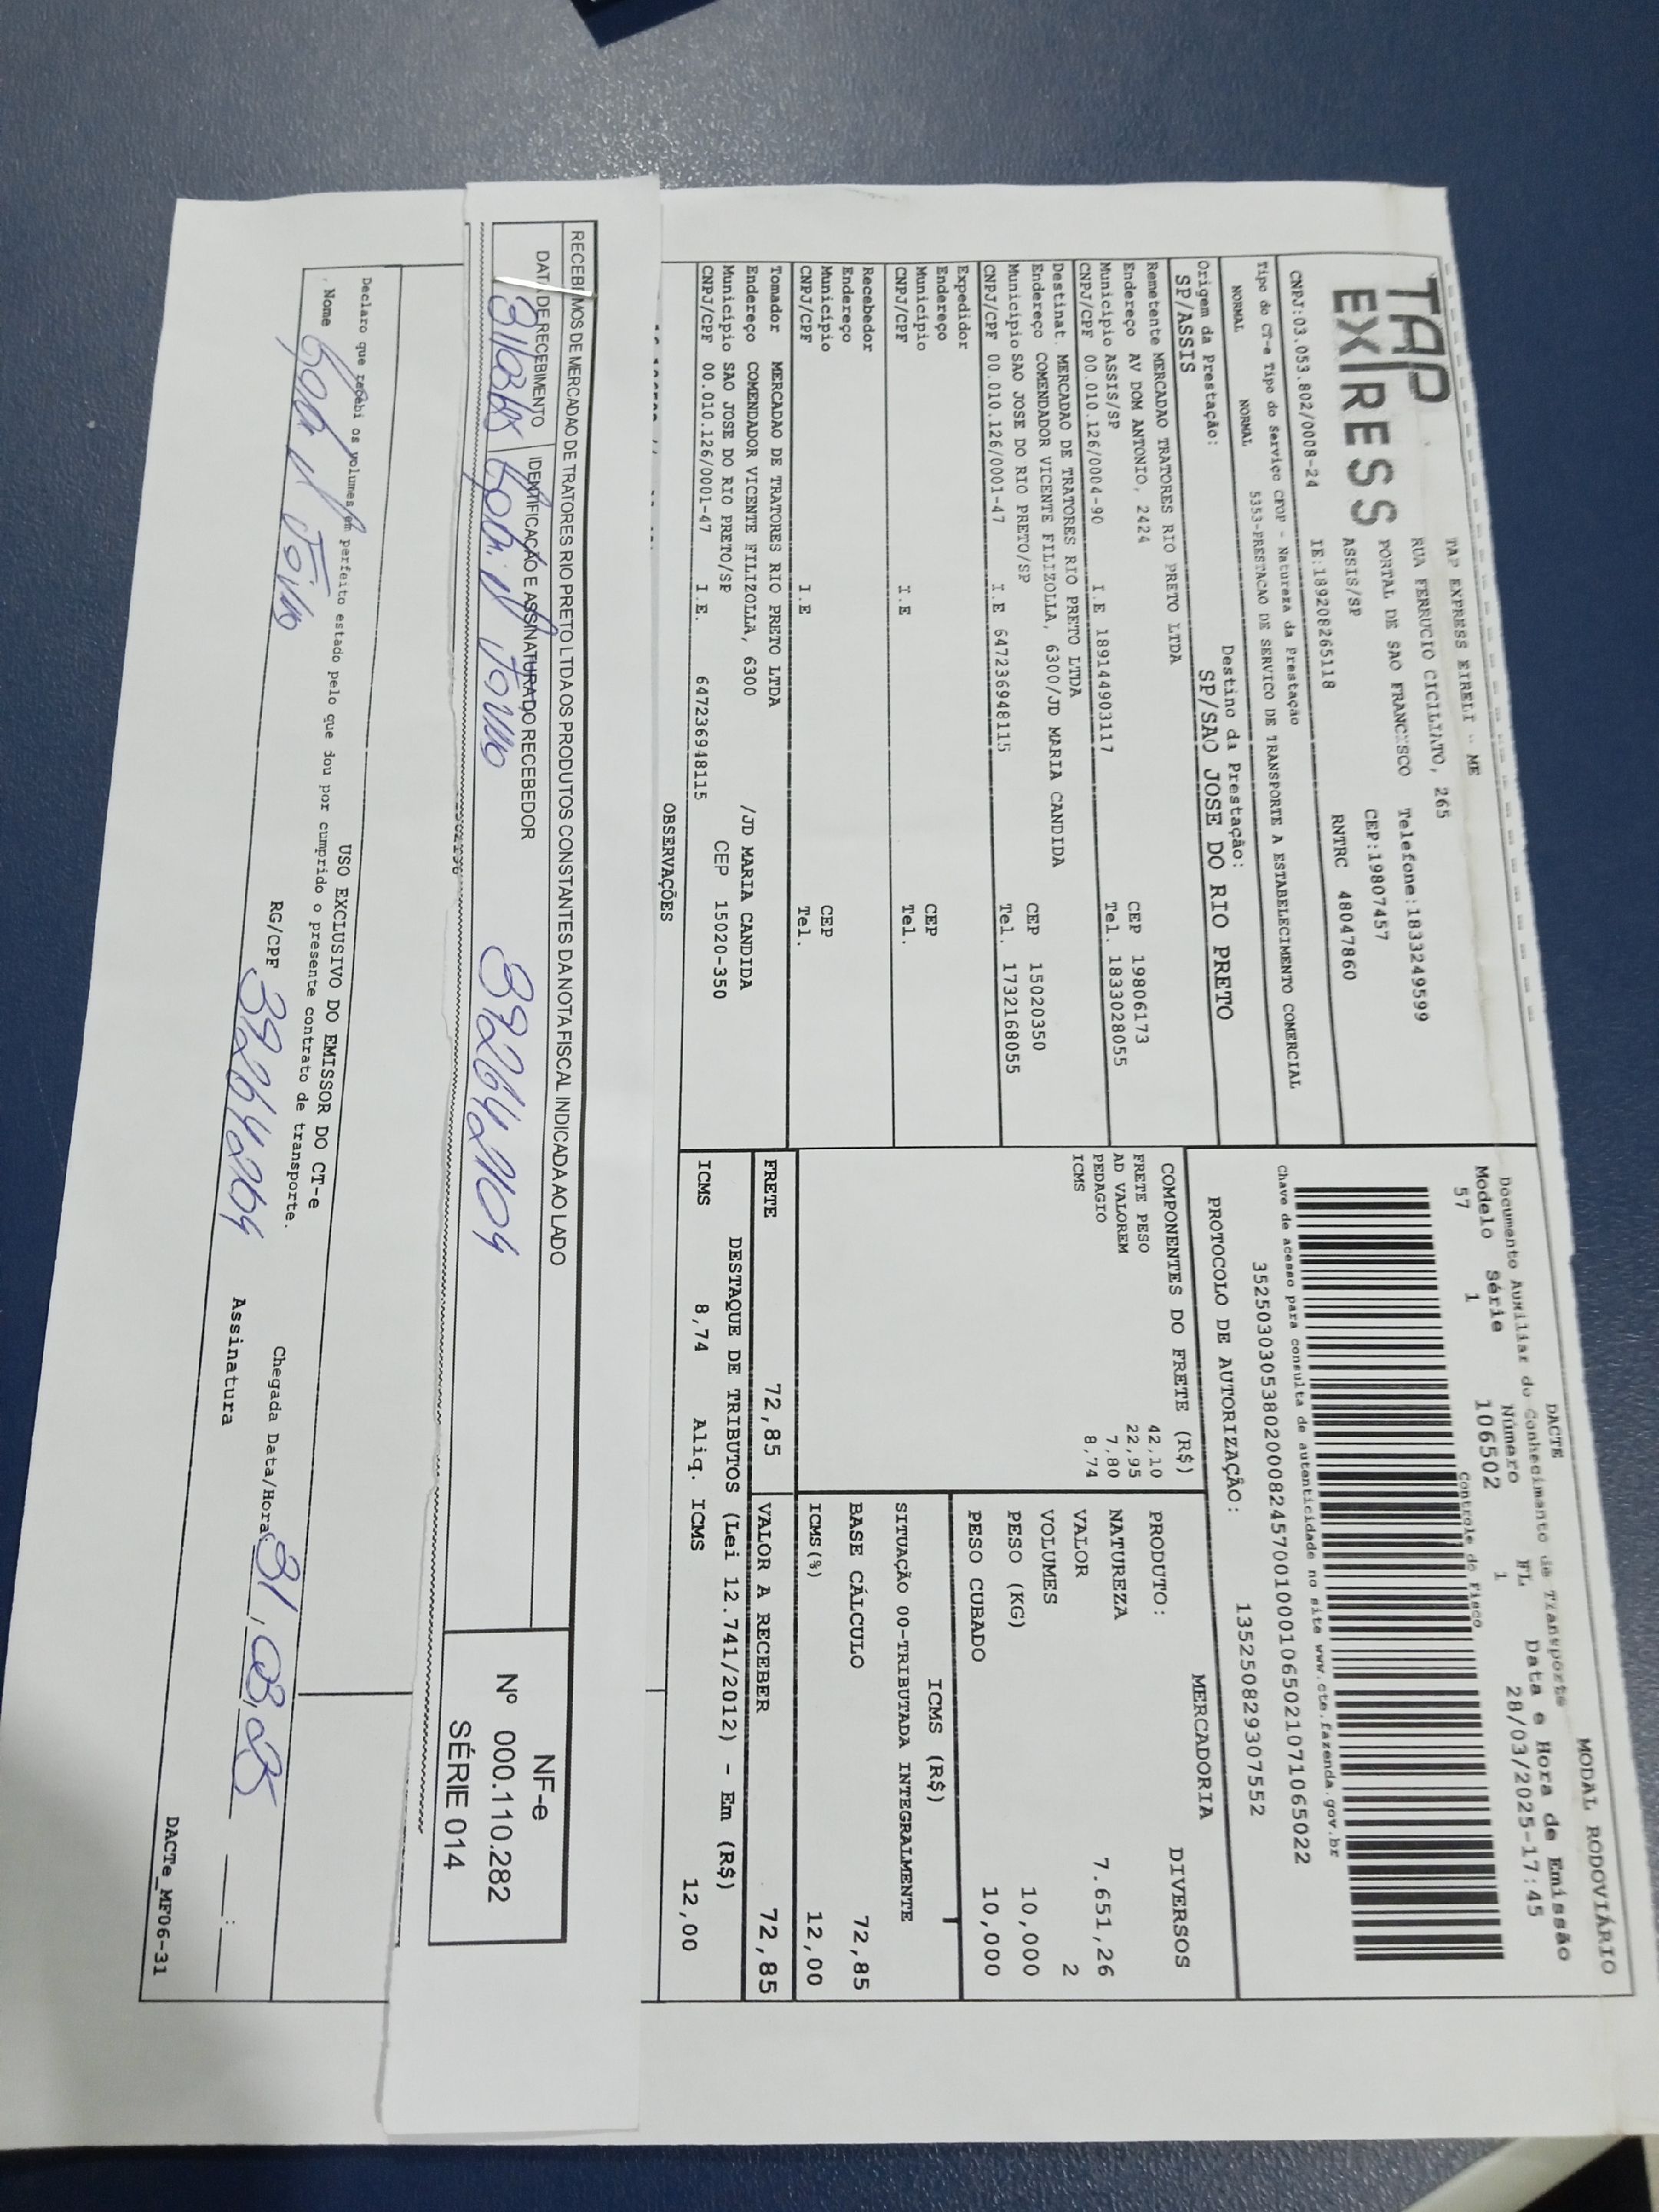 TAP
EXPRESS
TAP EXPRESS EIRELI - ME
RUA FERRUCIO CICILIATO, 265
PORTAL DE SAO FRANCISCO Telefone:1833249599
ASSIS/SP CEP:19807457
CNPJ:03.053.802/0008-24 IE:189208265118 RNTRC 48047860
Tipo do CT-e Tipo do Serviço CFOP - Natureza da Prestação
NORMAL NORMAL 5353-PRESTACAO DE SERVICO DE TRANSPORTE A ESTABELECIMENTO COMERCIAL
Origem da Prestação: Destino da Prestação:
SP/ASSIS SP/SAO JOSE DO RIO PRETO
Remetente MERCADAO TRATORES RIO PRETO LTDA
Endereço AV DOM ANTONIO, 2424 CEP 19806173
Município ASSIS/SP Tel. 1833028055
CNPJ/CPF 00.010.126/0004-90 I.E 189144903117
Destinat. MERCADAO DE TRATORES RIO PRETO LTDA
Endereço COMENDADOR VICENTE FILIZOLLA, 6300/JD MARIA CANDIDA CEP 15020350
Município SAO JOSE DO RIO PRETO/SP Tel. 1732168055
CNPJ/CPF 00.010.126/0001-47 I.E 647236948115
Expedidor
Endereço CEP
Município Tel.
CNPJ/CPF I.E
Recebedor
Endereço CEP
Município Tel.
CNPJ/CPF I.E
Tomador MERCADAO DE TRATORES RIO PRETO LTDA
Endereço COMENDADOR VICENTE FILIZOLLA, 6300 /JD MARIA CANDIDA
Município SAO JOSE DO RIO PRETO/SP CEP 15020-350
CNPJ/CPF 00.010.126/0001-47 I.E. 647236948115
OBSERVAÇÕES
DACTE MODAL RODOVIÁRIO
Documento Auxiliar do Conhecimento de Transporte
Modelo Série Número FL Data e Hora de Emissão
57 1 106502 1 28/03/2025-17:45
Controle do Fisco
Chave de acesso para consulta de autenticidade no site www.cte.fazenda.gov.br
35250303053802000824570010001065021071065022
PROTOCOLO DE AUTORIZAÇÃO: 135250829307552
COMPONENTES DO FRETE (R$)
FRETE PESO 42,10
AD VALOREM 22,95
PEDAGIO 7,80
ICMS 8,74
MERCADORIA
PRODUTO: DIVERSOS
NATUREZA
VALOR 7.651,26
VOLUMES 2
PESO (KG) 10,000
PESO CUBADO 10,000
ICMS (R$)
SITUAÇÃO 00-TRIBUTADA INTEGRALMENTE
BASE CÁLCULO 72,85
ICMS(%) 12,00
FRETE 72,85 VALOR A RECEBER 72,85
DESTAQUE DE TRIBUTOS (Lei 12.741/2012) - Em (R$)
ICMS 8,74 Aliq. ICMS 12,00
RECEBEMOS DE MERCADAO DE TRATORES RIO PRETO LTDA OS PRODUTOS CONSTANTES DA NOTA FISCAL INDICADA AO LADO
DATA DE RECEBIMENTO IDENTIFICAÇÃO E ASSINATURA DO RECEBEDOR
NF-e
Nº 000.110.282
SÉRIE 014
USO EXCLUSIVO DO EMISSOR DO CT-e
Declaro que recebi os volumes em perfeito estado pelo que dou por cumprido o presente contrato de transporte.
Nome RG/CPF Chegada Data/Hora 31,03,25 :
Assinatura
DACTe_MF06-31